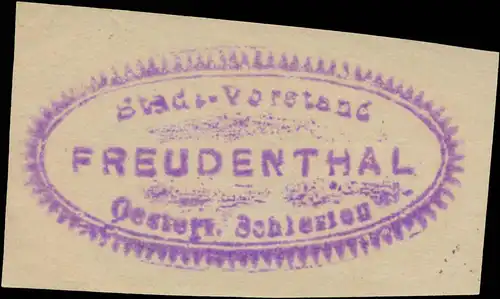 Stadt-Vorstand
FREUDENTHAL
Oesterr. Schlesien